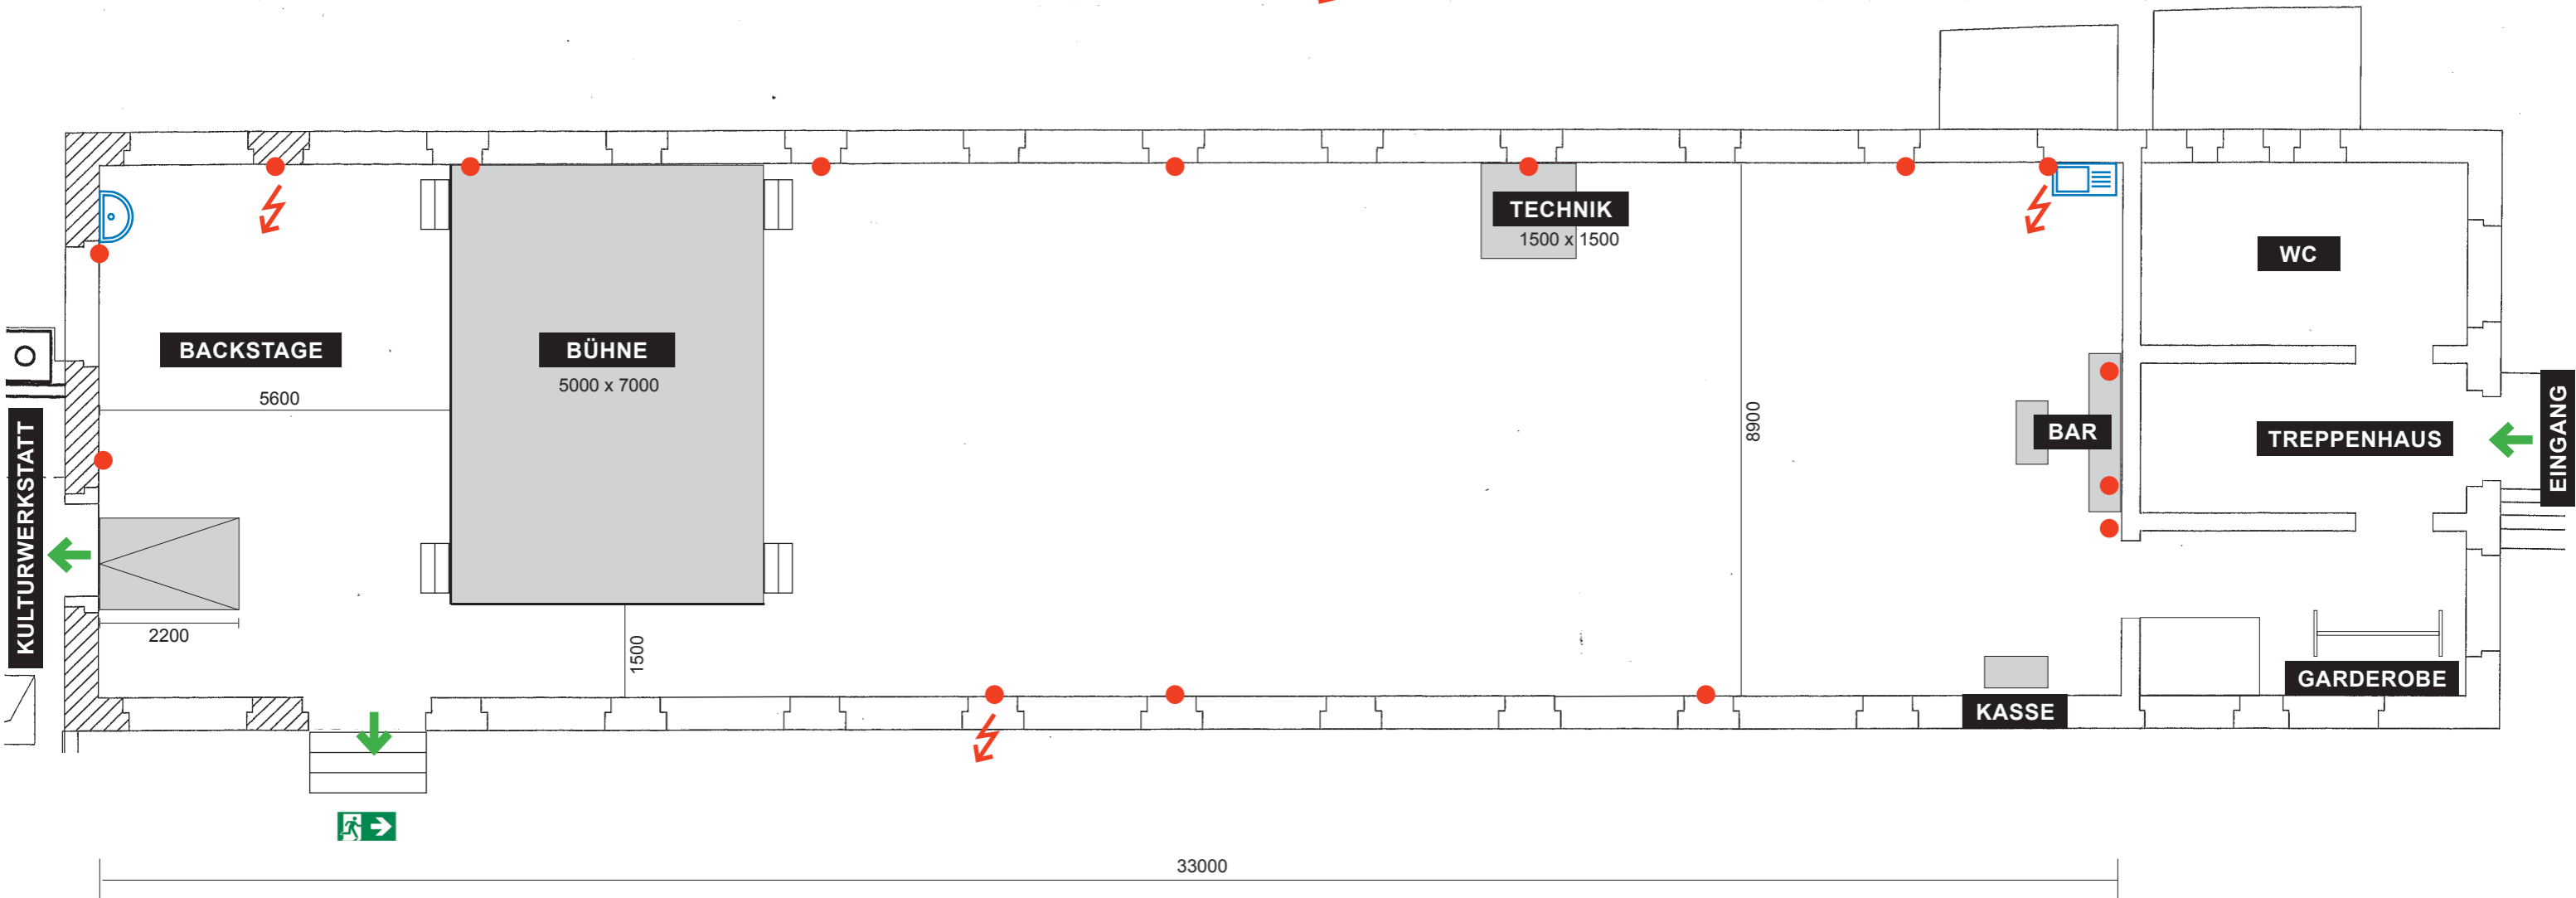 TECHNIK
1500 x 1500
WC
BACKSTAGE
BÜHNE
5000 x 7000
5600
8900
BAR
TREPPENHAUS
EINGANG
KULTURWERKSTATT
2200
1500
GARDEROBE
KASSE
33000